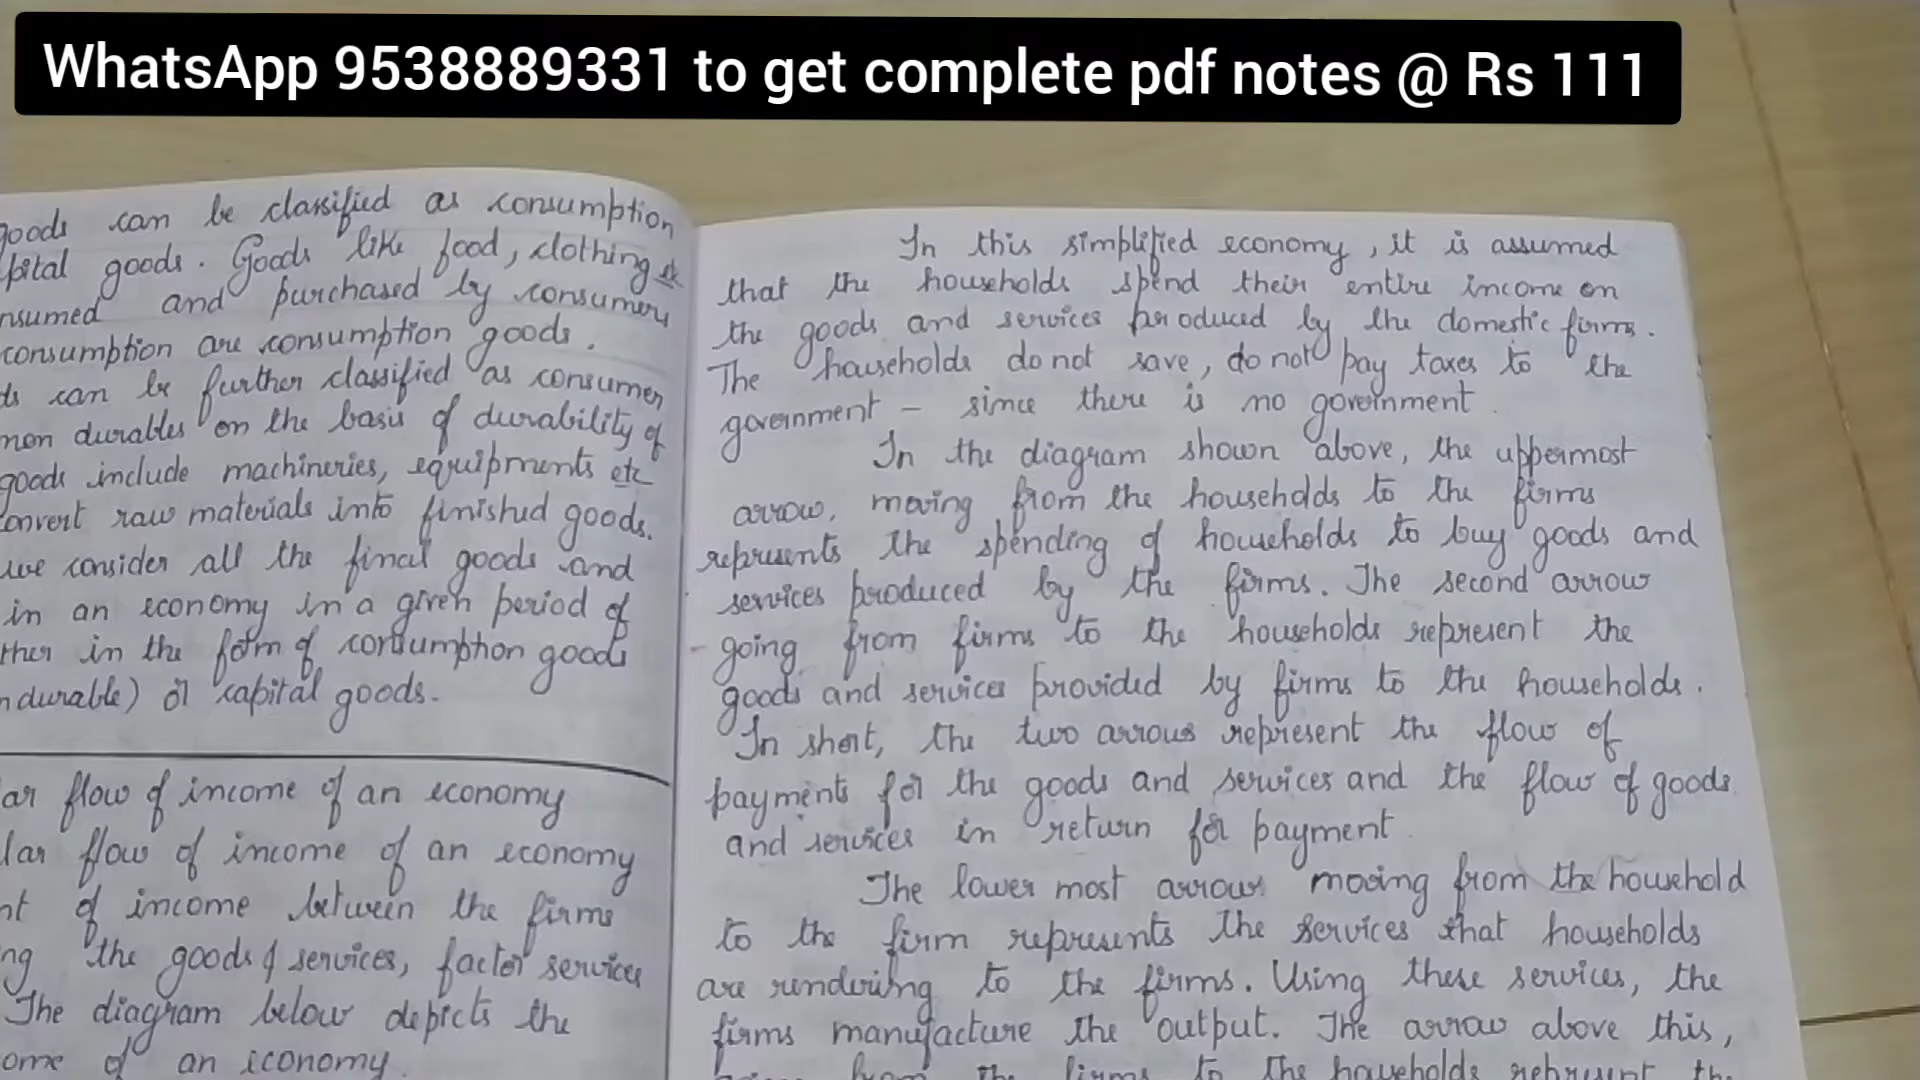 WhatsApp 9538889331 to get complete pdf notes @ Rs 111
goods can be classified as consumption
pital goods. Goods like food, clothing etc
nsumed and purchased by consumers
consumption are consumption goods.
ds can be further classified as consumer
non durables on the basis of durability of
goods include machineries, equipments etc
convert raw materials into finished goods.
we consider all the final goods and
in an economy in a given period of
ther in the form of consumption goods
ndurable) or capital goods.
ar flow of income of an economy
lar flow of income of an economy
nt of income between the firms
ng the goods & services, factor services
The diagram below depicts the
ome of an economy.
In this simplified economy, it is assumed
that the households spend their entire income on
the goods and services produced by the domestic firms.
The households do not save, do not pay taxes to the
government - since there is no government.
In the diagram shown above, the uppermost
arrow, moving from the households to the firms
represents the spending of households to buy goods and
services produced by the firms. The second arrow
going from firms to the households represent the
goods and services provided by firms to the households.
In short, the two arrows represent the flow of
payments for the goods and services and the flow of goods
and services in return for payment
The lower most arrows moving from the household
to the firm represents the services that households
are rendering to the firms. Using these services, the
firms manufacture the output. The arrow above this,
from the firms to the households represent the